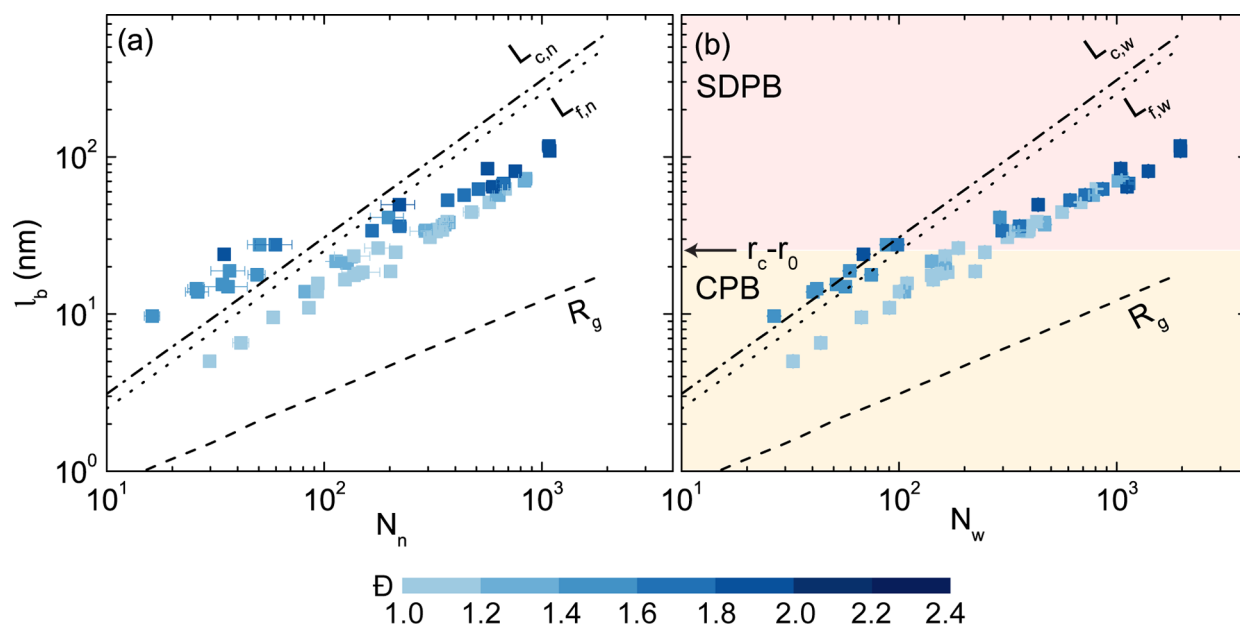 (a)
L_c,n
L_f,n
R_g
l_b (nm)
10^2
10^1
10^0
10^1
10^2
10^3
N_n
(b)
SDPB
L_c,w
L_f,w
r_c-r_0
CPB
R_g
10^1
10^2
10^3
N_w
Đ
1.0 1.2 1.4 1.6 1.8 2.0 2.2 2.4